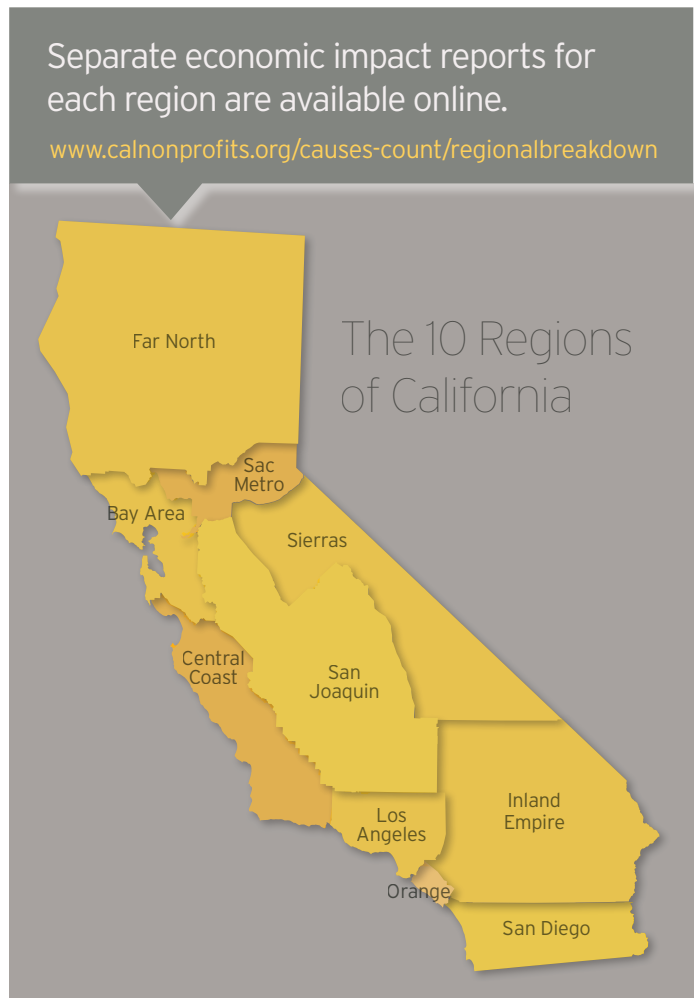 Separate economic impact reports for
each region are available online.
www.calnonprofits.org/causes-count/regionalbreakdown
The 10 Regions
of California
Far North
Sac
Metro
Bay Area
Sierras
Central
Coast
San
Joaquin
Inland
Empire
Los
Angeles
Orange
San Diego